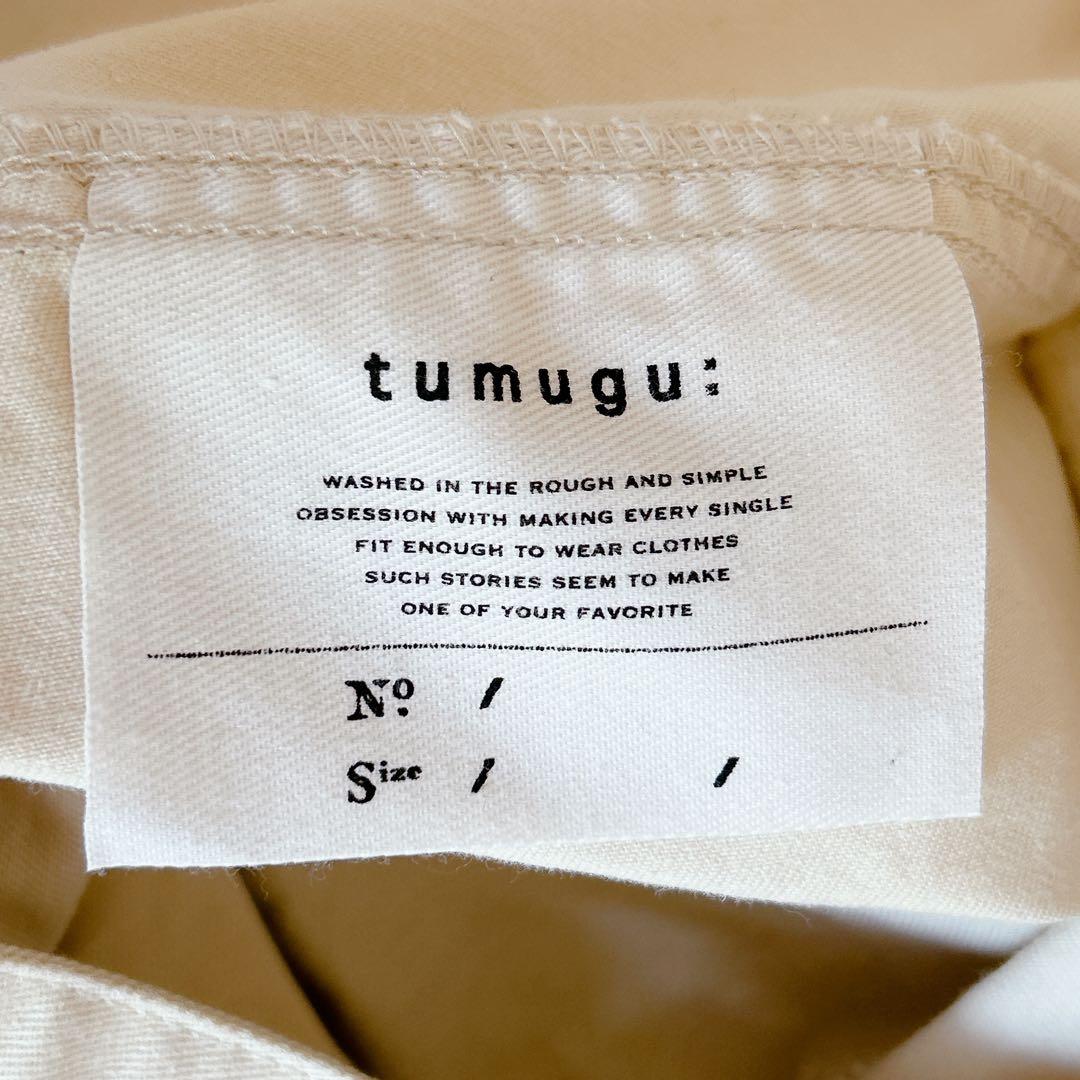 tumugu:
WASHED IN THE ROUGH AND SIMPLE
OBSESSION WITH MAKING EVERY SINGLE
FIT ENOUGH TO WEAR CLOTHES
SUCH STORIES SEEM TO MAKE
ONE OF YOUR FAVORITE
Nº /
Size / /